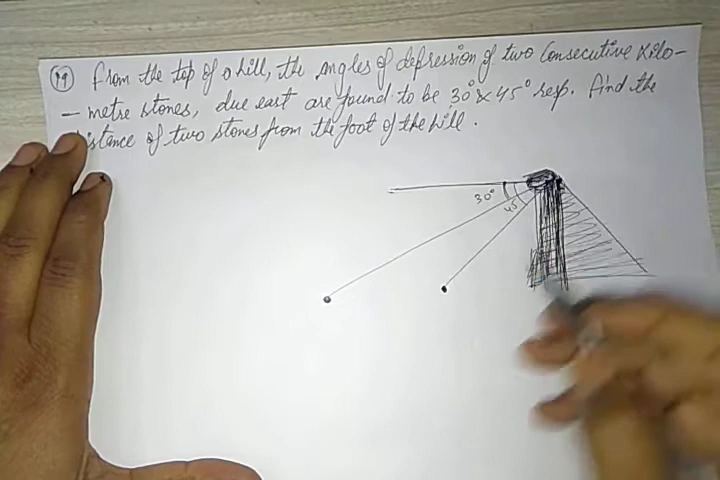 19 From the top of a hill, the angles of depression of two Consecutive Kilo-
- metre stones, due east are found to be 30° & 45° resp. Find the
distance of two stones from the foot of the hill.
30°
45